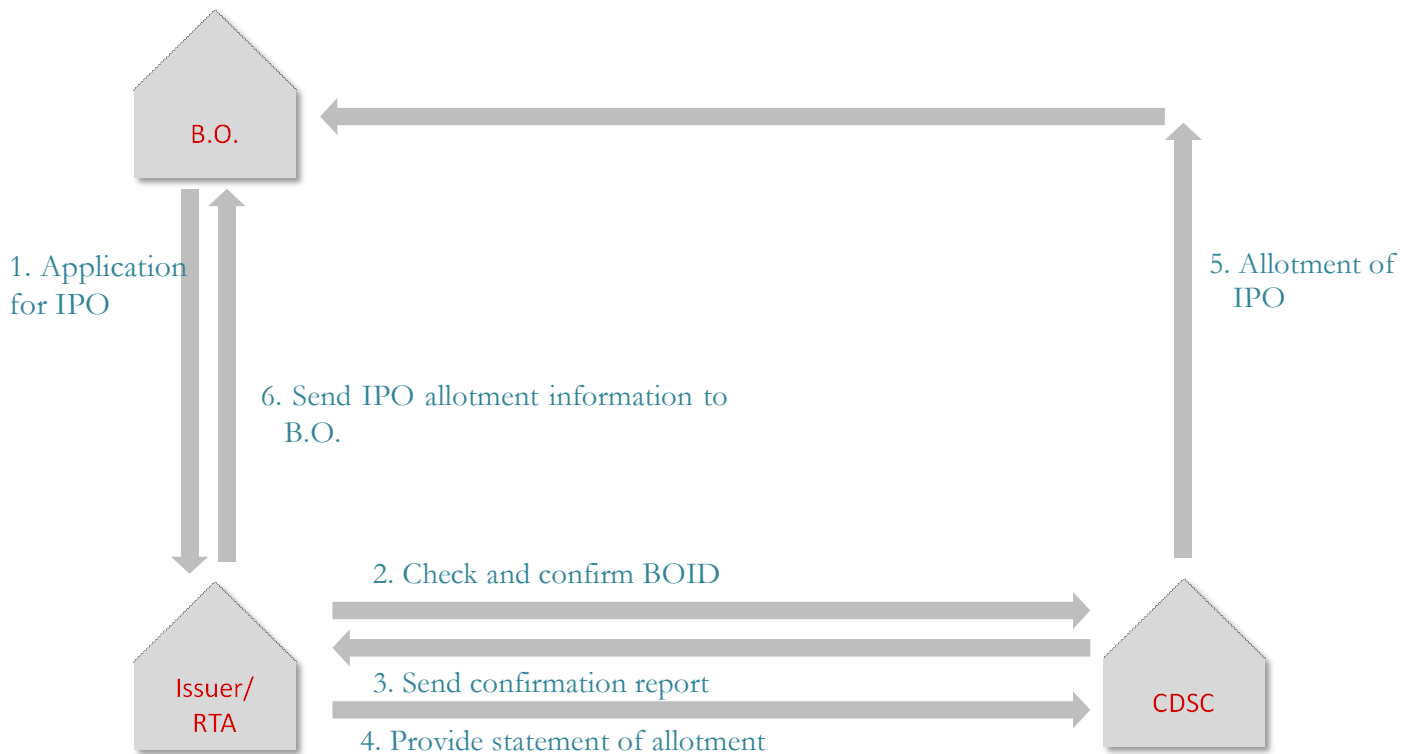 B.O.
1. Application
for IPO
5. Allotment of
IPO
6. Send IPO allotment information to
B.O.
2. Check and confirm BOID
3. Send confirmation report
4. Provide statement of allotment
Issuer/
RTA
CDSC